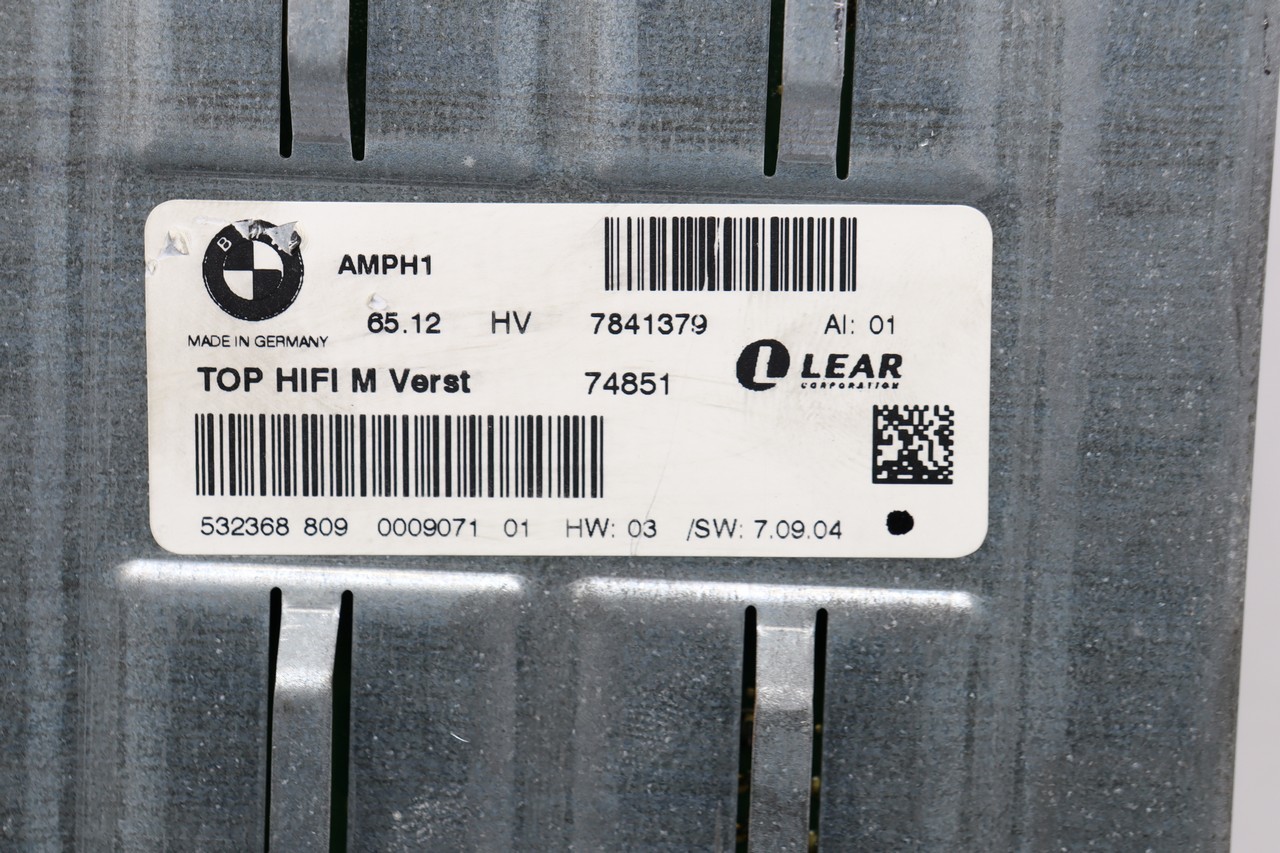 B
AMPH1
MADE IN GERMANY
65.12 HV 7841379 AI: 01
TOP HIFI M Verst 74851
LEAR
CORPORATION
532368 809 0009071 01 HW: 03 /SW: 7.09.04